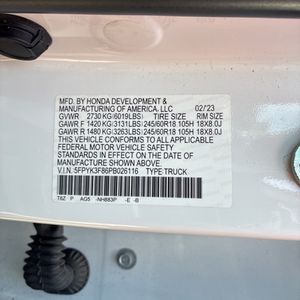 MFD. BY HONDA DEVELOPMENT &
MANUFACTURING OF AMERICA, LLC 02/23
GVWR 2730 KG(6019LBS) TIRE SIZE RIM SIZE
GAWR F 1420 KG(3131LBS) 245/60R18 105H 18X8.0J
GAWR R 1480 KG(3263LBS) 245/60R18 105H 18X8.0J
THIS VEHICLE CONFORMS TO ALL APPLICABLE
FEDERAL MOTOR VEHICLE SAFETY
STANDARDS IN EFFECT ON THE DATE OF
MANUFACTURE SHOWN ABOVE.
V.I.N. 5FPYK3F86PB026116 TYPE:TRUCK
T6Z P AG5 -NH883P -E -B